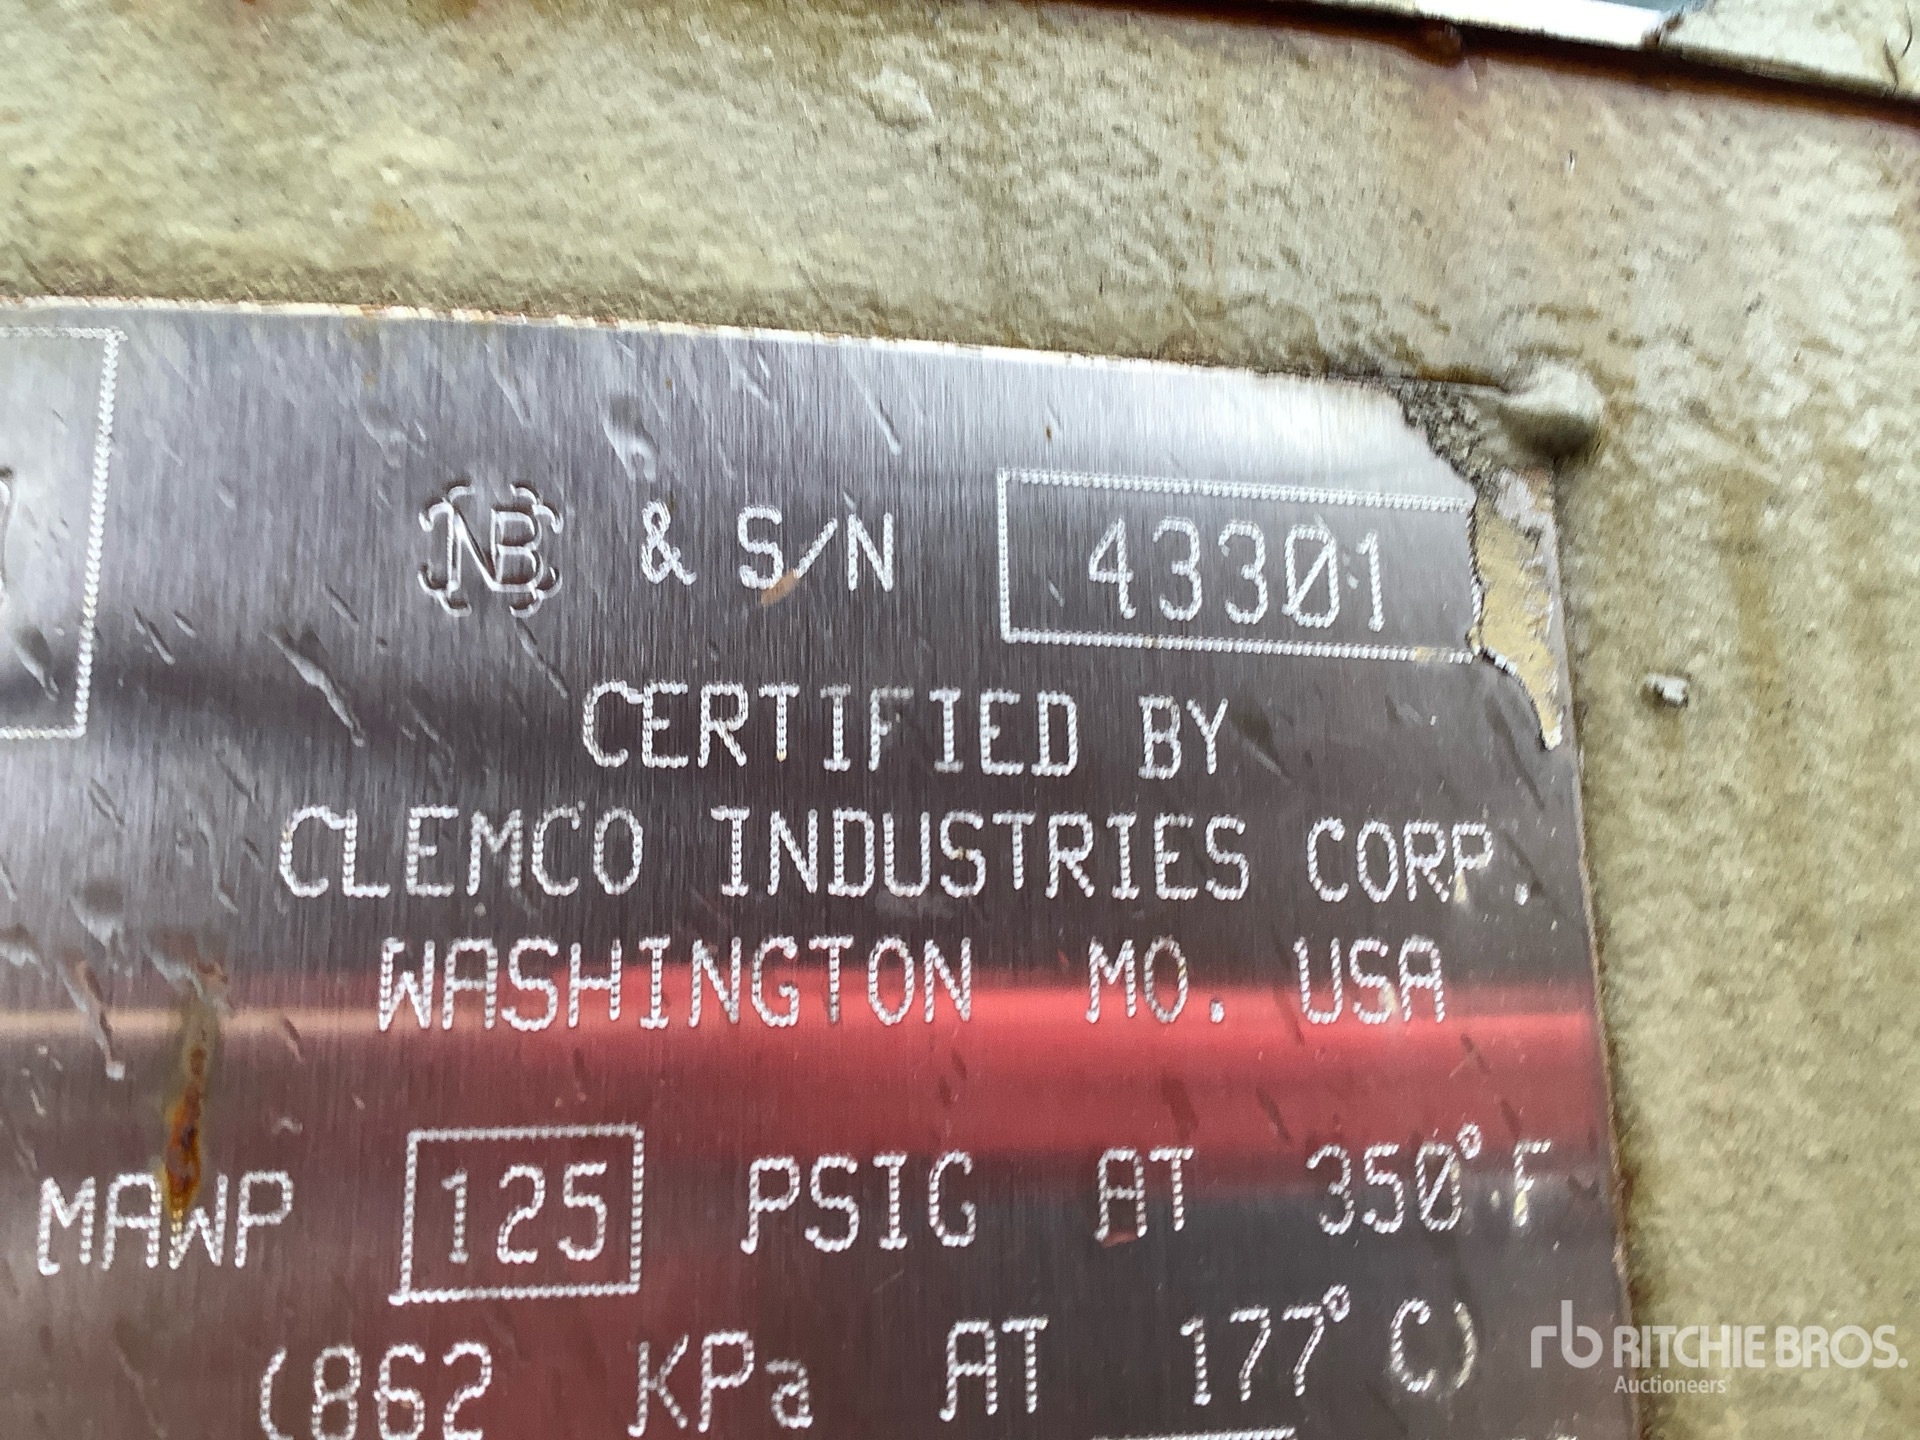 NB & S/N 43301
CERTIFIED BY
CLEMCO INDUSTRIES CORP.
WASHINGTON MO. USA
MAWP 125 PSIG AT 350°F
(862 KPa AT 177°C)
rb RITCHIE BROS.
Auctioneers